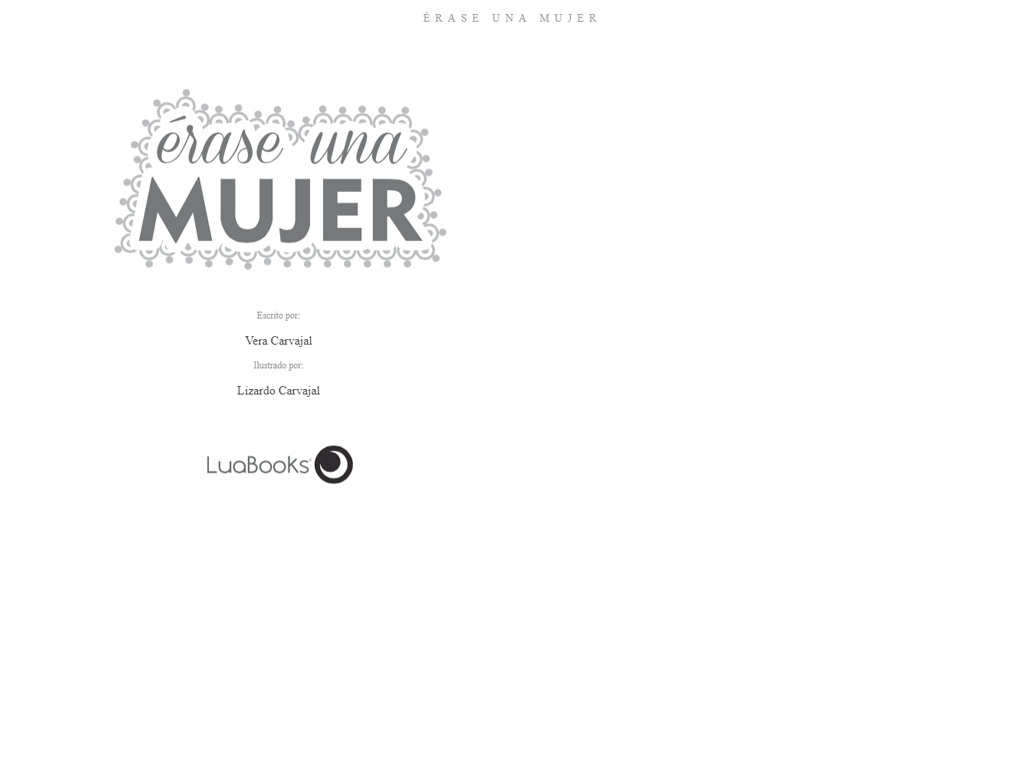 ÉRASE UNA MUJER
érase una
MUJER
Escrito por:
Vera Carvajal
Ilustrado por:
Lizardo Carvajal
LuaBooks